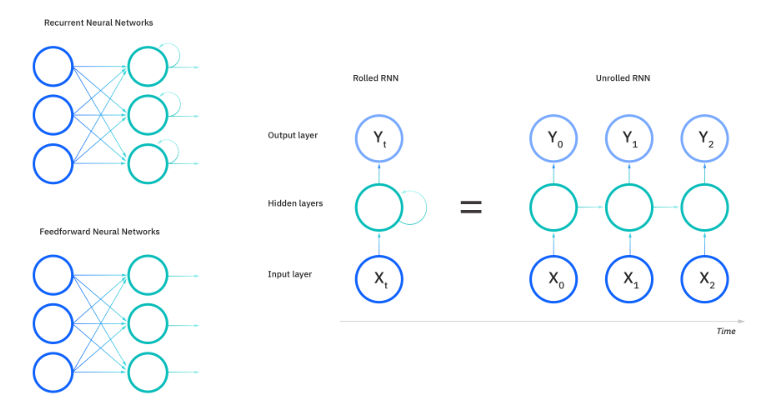 Recurrent Neural Networks
Rolled RNN
Unrolled RNN
Output layer
Yt
Y0
Y1
Y2
Hidden layers
=
Feedforward Neural Networks
Input layer
Xt
X0
X1
X2
Time